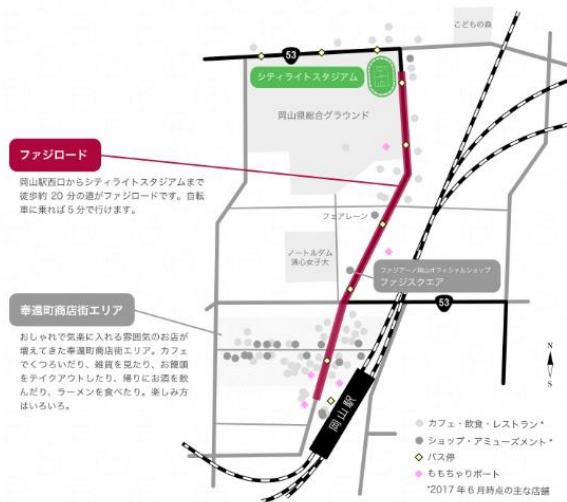 こどもの森
53
シティライトスタジアム
岡山県総合グラウンド
ファジロード
岡山駅西口からシティライトスタジアムまで
徒歩約 20 分の道がファジロードです。自転
車に乗れば5分で行けます。
フェアレーン
ノートルダム
清心女子大
ファジアーノ岡山オフィシャルショップ
ファジスクエア
53
奉還町商店街エリア
おしゃれで気楽に入れる雰囲気のお店が
増えてきた奉還町商店街エリア。カフェ
でくつろいだり、雑貨を見たり、お饅頭
をテイクアウトしたり、帰りにお酒を飲
んだり、ラーメンを食べたり。楽しみ方
はいろいろ。
N
S
岡山駅
カフェ・飲食・レストラン*
ショップ・アミューズメント*
バス停
ももちゃりポート
*2017 年 6 月時点の主な店舗